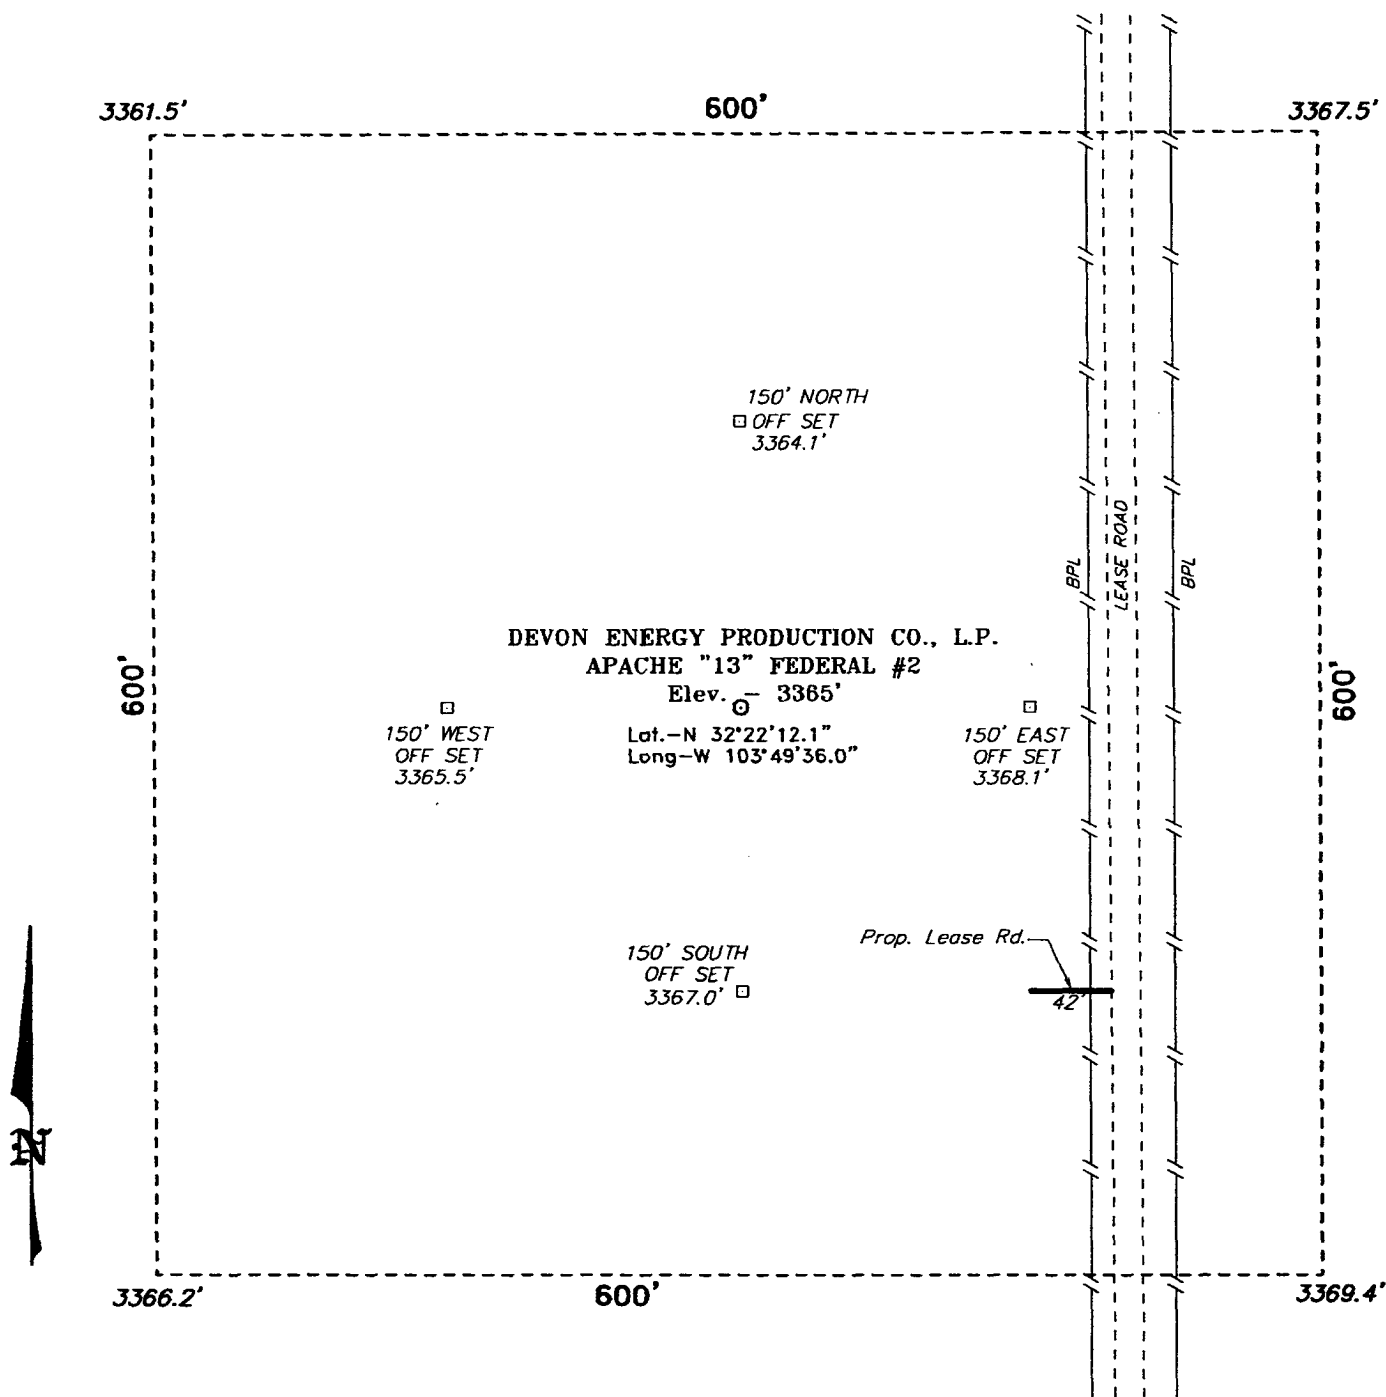 3361.5'
600'
3367.5'
150' NORTH
OFF SET
3364.1'
LEASE ROAD
BPL
BPL
DEVON ENERGY PRODUCTION CO., L.P.
APACHE "13" FEDERAL #2
Elev. - 3365'
600'
600'
150' WEST
OFF SET
3365.5'
Lat.-N 32°22'12.1"
Long-W 103°49'36.0"
150' EAST
OFF SET
3368.1'
150' SOUTH
OFF SET
3367.0'
Prop. Lease Rd.
42'
N
3366.2'
600'
3369.4'